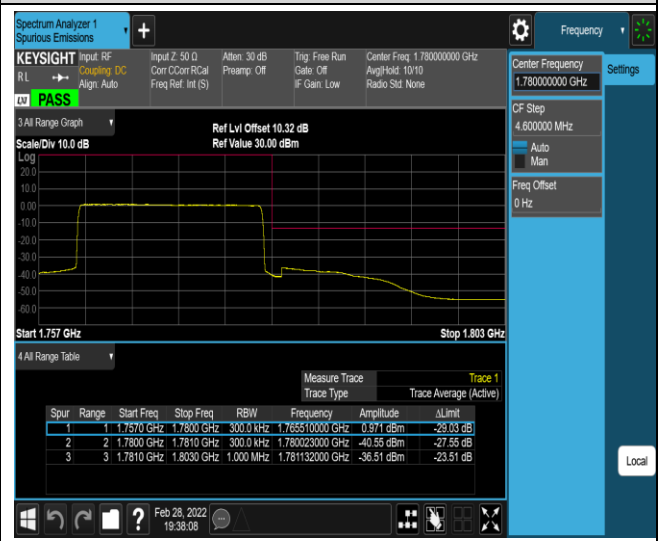 Spectrum Analyzer 1
Spurious Emissions
+
Frequency
KEYSIGHT
RL
LXI
PASS
Input: RF
Coupling: DC
Align: Auto
Input Z: 50 Ω
Corr CCorr RCal
Freq Ref: Int (S)
Atten: 30 dB
Preamp: Off
Trig: Free Run
Gate: Off
IF Gain: Low
Center Freq: 1.780000000 GHz
Avg|Hold: 10/10
Radio Std: None
Center Frequency
1.780000000 GHz
Settings
CF Step
4.600000 MHz
Auto
Man
Freq Offset
0 Hz
3 All Range Graph
Scale/Div 10.0 dB
Ref Lvl Offset 10.32 dB
Ref Value 30.00 dBm
Log
20.0
10.0
0.00
-10.0
-20.0
-30.0
-40.0
-50.0
-60.0
Start 1.757 GHz
Stop 1.803 GHz
4 All Range Table
Measure Trace Trace 1
Trace Type Trace Average (Active)
Spur Range Start Freq Stop Freq RBW Frequency Amplitude ΔLimit
1 1 1.7570 GHz 1.7800 GHz 300.0 kHz 1.765510000 GHz 0.971 dBm -29.03 dB
2 2 1.7800 GHz 1.7810 GHz 300.0 kHz 1.780023000 GHz -40.55 dBm -27.55 dB
3 3 1.7810 GHz 1.8030 GHz 1.000 MHz 1.781132000 GHz -36.51 dBm -23.51 dB
Local
?
Feb 28, 2022
19:38:08